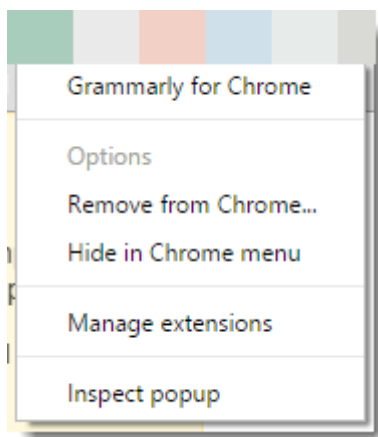 Grammarly for Chrome
Options
Remove from Chrome...
Hide in Chrome menu
Manage extensions
Inspect popup